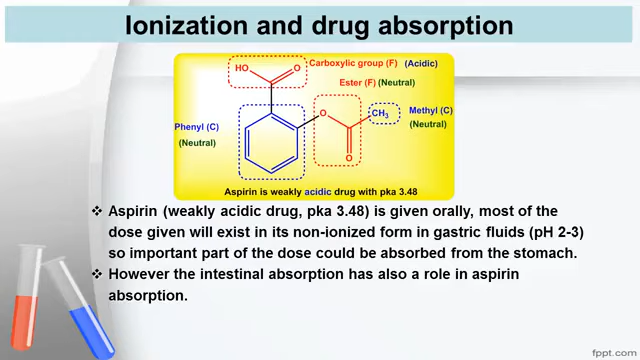 Ionization and drug absorption
HO
O
Carboxylic group (F) (Acidic)
Ester (F) (Neutral)
Phenyl (C)
(Neutral)
O
CH3
Methyl (C)
(Neutral)
O
Aspirin is weakly acidic drug with pka 3.48
❖ Aspirin (weakly acidic drug, pka 3.48) is given orally, most of the
dose given will exist in its non-ionized form in gastric fluids (pH 2-3)
so important part of the dose could be absorbed from the stomach.
❖ However the intestinal absorption has also a role in aspirin
absorption.
fppt.com